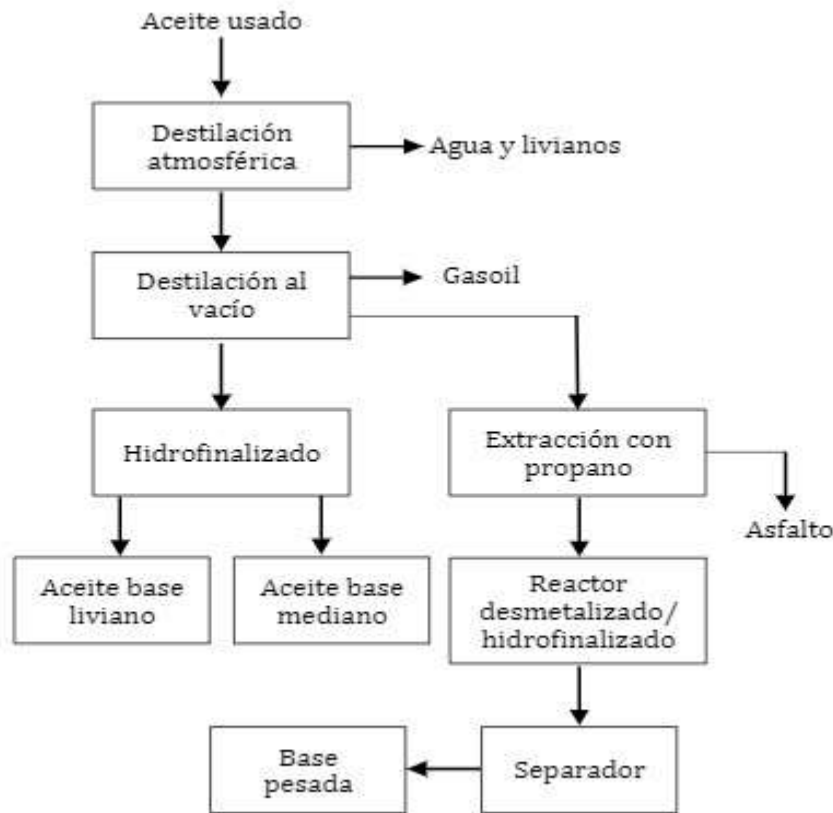 Aceite usado
Destilación
atmosférica
Agua y livianos
Destilación al
vacío
Gasoil
Hidrofinalizado
Extracción con
propano
Asfalto
Aceite base
liviano
Aceite base
mediano
Reactor
desmetalizado/
hidrofinalizado
Base
pesada
Separador